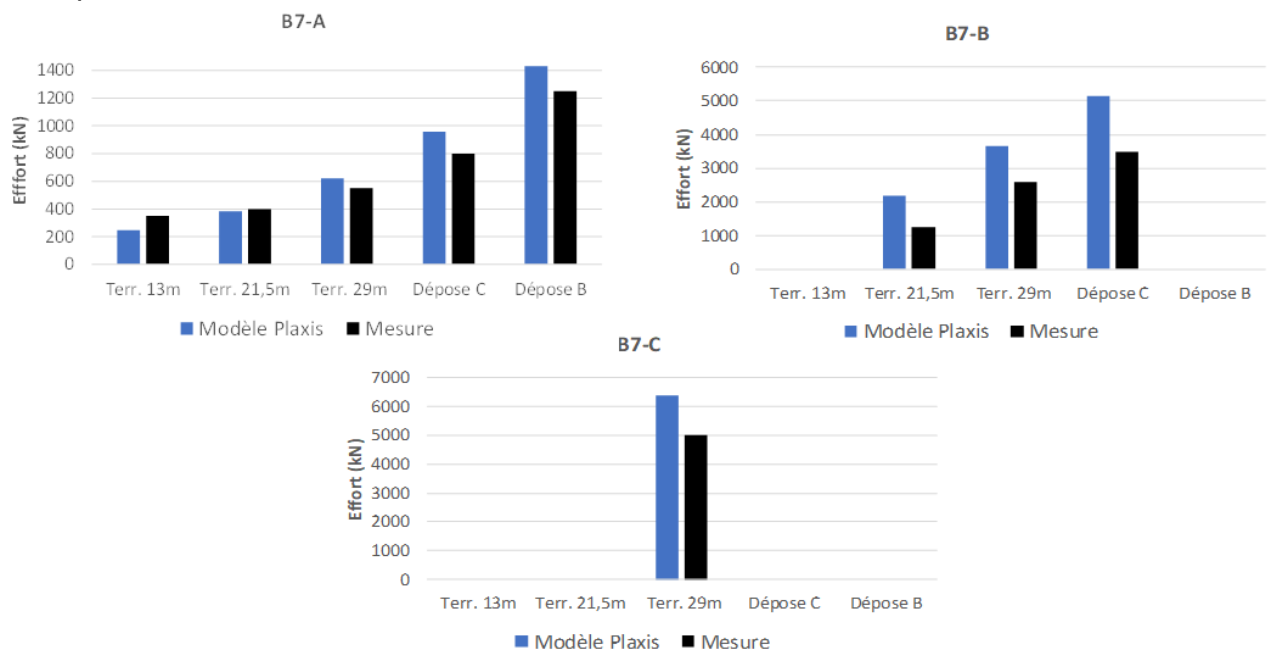 B7-A
Efffort (kN)
1400
1200
1000
800
600
400
200
0
Terr. 13m Terr. 21,5m Terr. 29m Dépose C Dépose B
Modèle Plaxis Mesure
B7-B
Effort (kN)
6000
5000
4000
3000
2000
1000
0
Terr. 13m Terr. 21,5m Terr. 29m Dépose C Dépose B
Modèle Plaxis Mesure
B7-C
Effort (kN)
7000
6000
5000
4000
3000
2000
1000
0
Terr. 13m Terr. 21,5m Terr. 29m Dépose C Dépose B
Modèle Plaxis Mesure